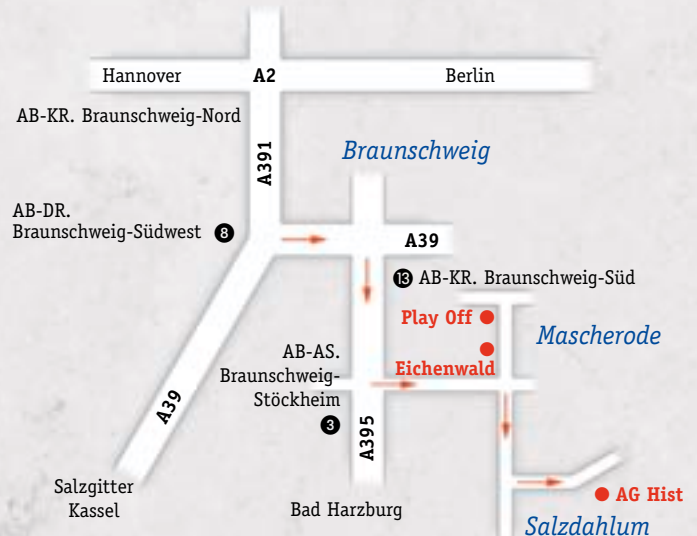 Hannover
A2
Berlin
AB-KR. Braunschweig-Nord
A391
Braunschweig
AB-DR.
Braunschweig-Südwest 8
A39
13 AB-KR. Braunschweig-Süd
Play Off
Mascherode
Eichenwald
AB-AS.
Braunschweig-
Stöckheim
3
A39
A395
Salzgitter
Kassel
Bad Harzburg
AG Hist
Salzdahlum